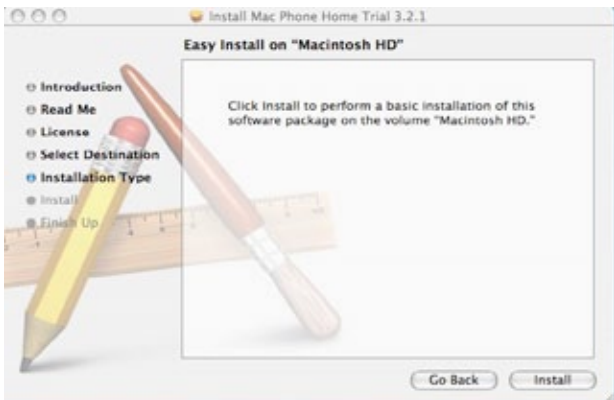 Install Mac Phone Home Trial 3.2.1
Easy Install on "Macintosh HD"
Introduction
Read Me
License
Select Destination
Installation Type
Install
Finish Up
Click Install to perform a basic installation of this
software package on the volume "Macintosh HD."
Go Back
Install